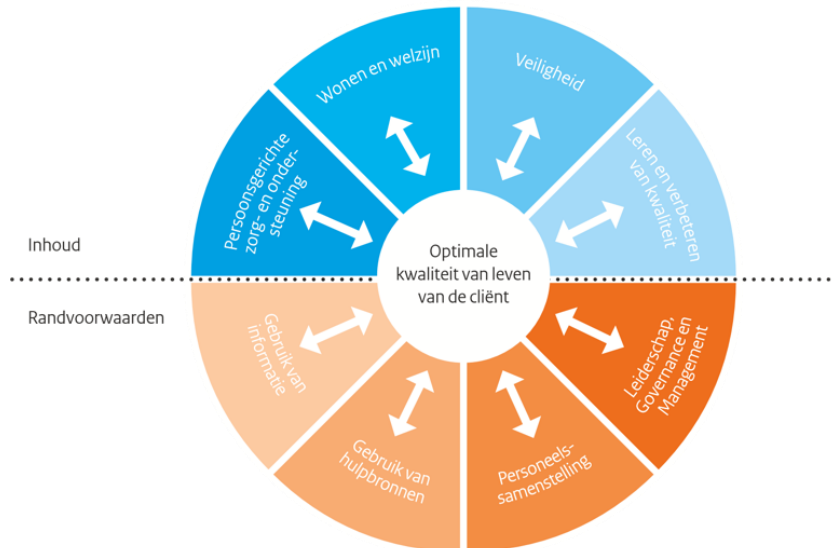 Wonen en welzijn
Veiligheid
Persoonsgerichte
zorg- en onder-
steuning
Leren en verbeteren
van kwaliteit
Inhoud
Optimale
kwaliteit van leven
van de cliënt
Randvoorwaarden
Gebruik van
informatie
Leiderschap,
Governance en
Management
Gebruik van
hulpbronnen
Personeels-
samenstelling